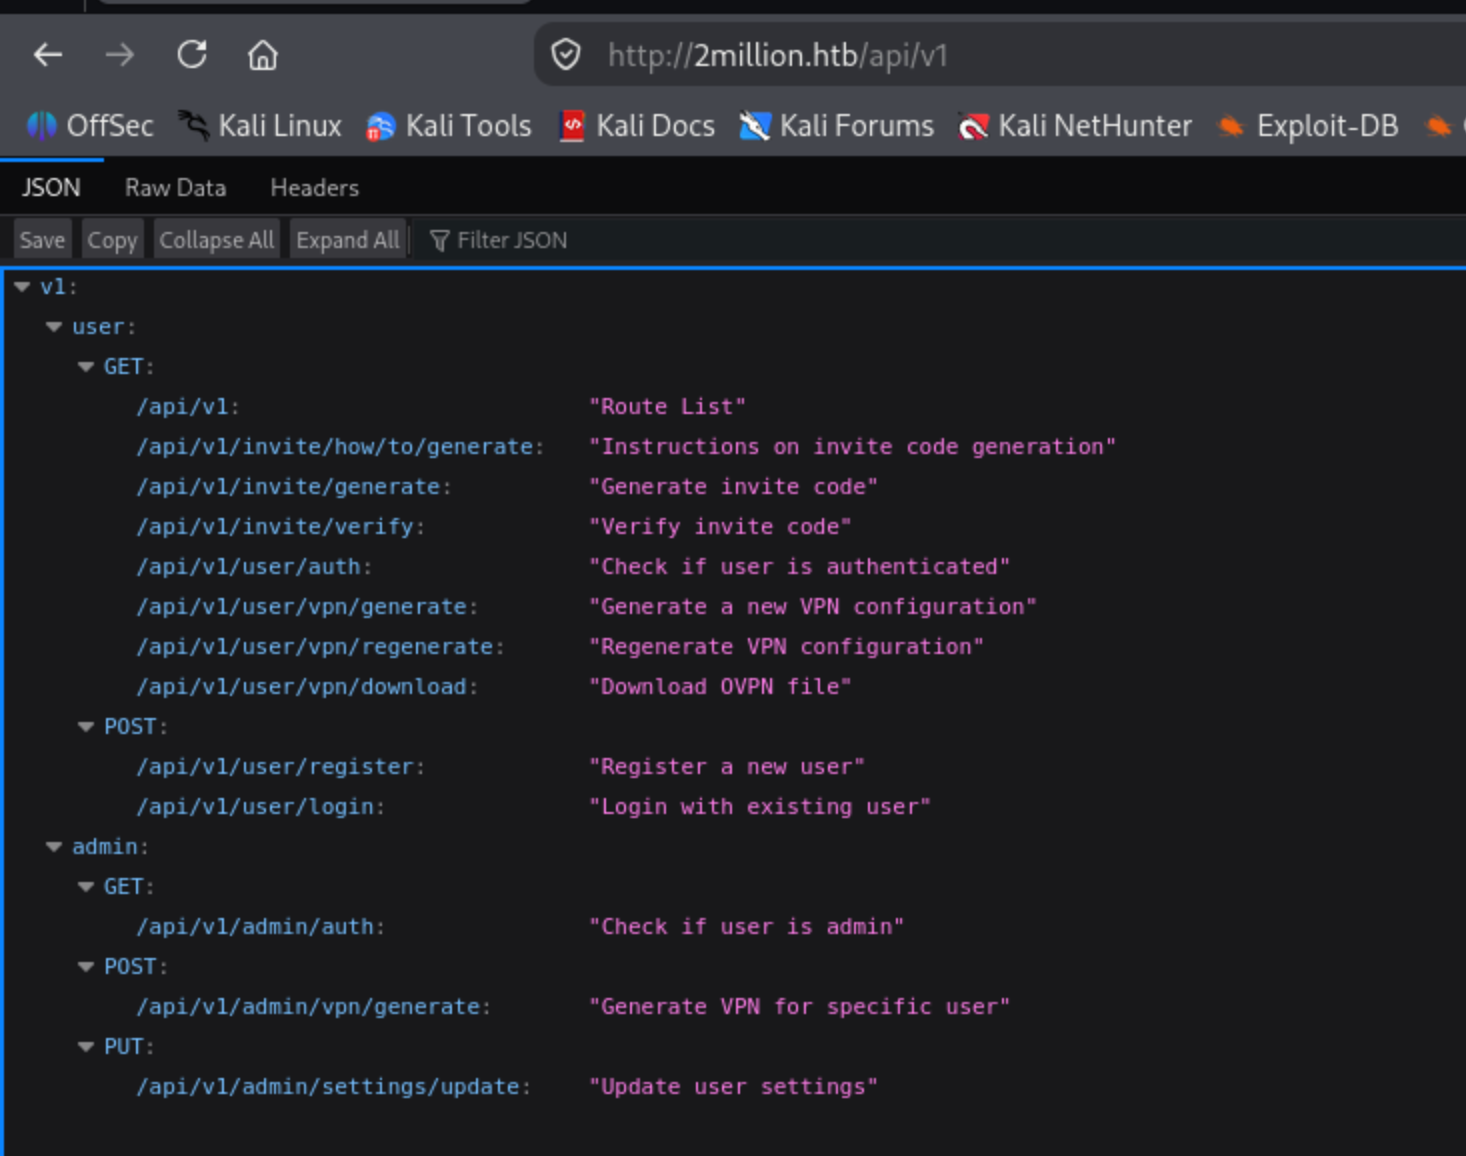 http://2million.htb/api/v1
OffSec Kali Linux Kali Tools Kali Docs Kali Forums Kali NetHunter Exploit-DB
JSON Raw Data Headers
Save Copy Collapse All Expand All Filter JSON
v1:
user:
GET:
/api/v1: "Route List"
/api/v1/invite/how/to/generate: "Instructions on invite code generation"
/api/v1/invite/generate: "Generate invite code"
/api/v1/invite/verify: "Verify invite code"
/api/v1/user/auth: "Check if user is authenticated"
/api/v1/user/vpn/generate: "Generate a new VPN configuration"
/api/v1/user/vpn/regenerate: "Regenerate VPN configuration"
/api/v1/user/vpn/download: "Download OVPN file"
POST:
/api/v1/user/register: "Register a new user"
/api/v1/user/login: "Login with existing user"
admin:
GET:
/api/v1/admin/auth: "Check if user is admin"
POST:
/api/v1/admin/vpn/generate: "Generate VPN for specific user"
PUT:
/api/v1/admin/settings/update: "Update user settings"